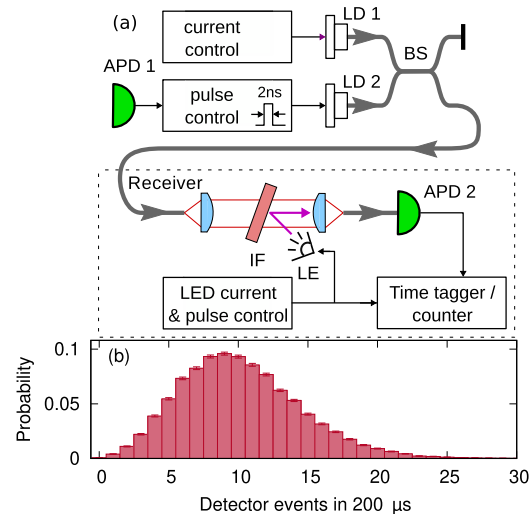 (a)
current
control
LD 1
BS
APD 1
pulse
control
2ns
LD 2
Receiver
APD 2
IF
LE
LED current
& pulse control
Time tagger /
counter
(b)
Probability
0.1
0.05
0
0
5
10
15
20
25
30
Detector events in 200 μs